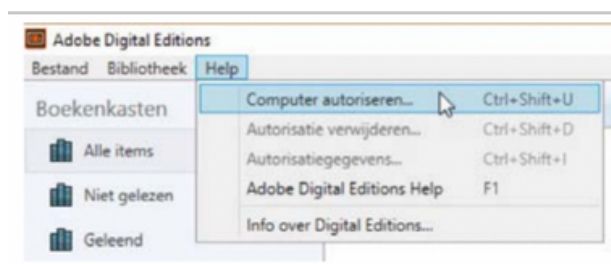 Adobe Digital Editions
Bestand Bibliotheek Help
Boekenkasten
Alle items
Niet gelezen
Geleend
Computer autoriseren... Ctrl+Shift+U
Autorisatie verwijderen... Ctrl+Shift+D
Autorisatiegegevens... Ctrl+Shift+I
Adobe Digital Editions Help F1
Info over Digital Editions...